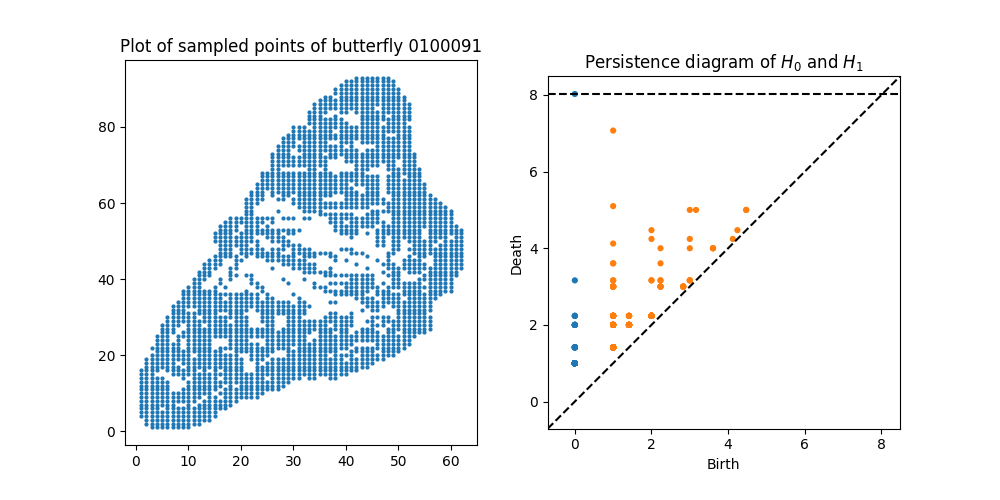 Plot of sampled points of butterfly 0100091
80
60
40
20
0
0 10 20 30 40 50 60
Persistence diagram of H₀ and H₁
8
6
4
2
0
Death
0 2 4 6 8
Birth